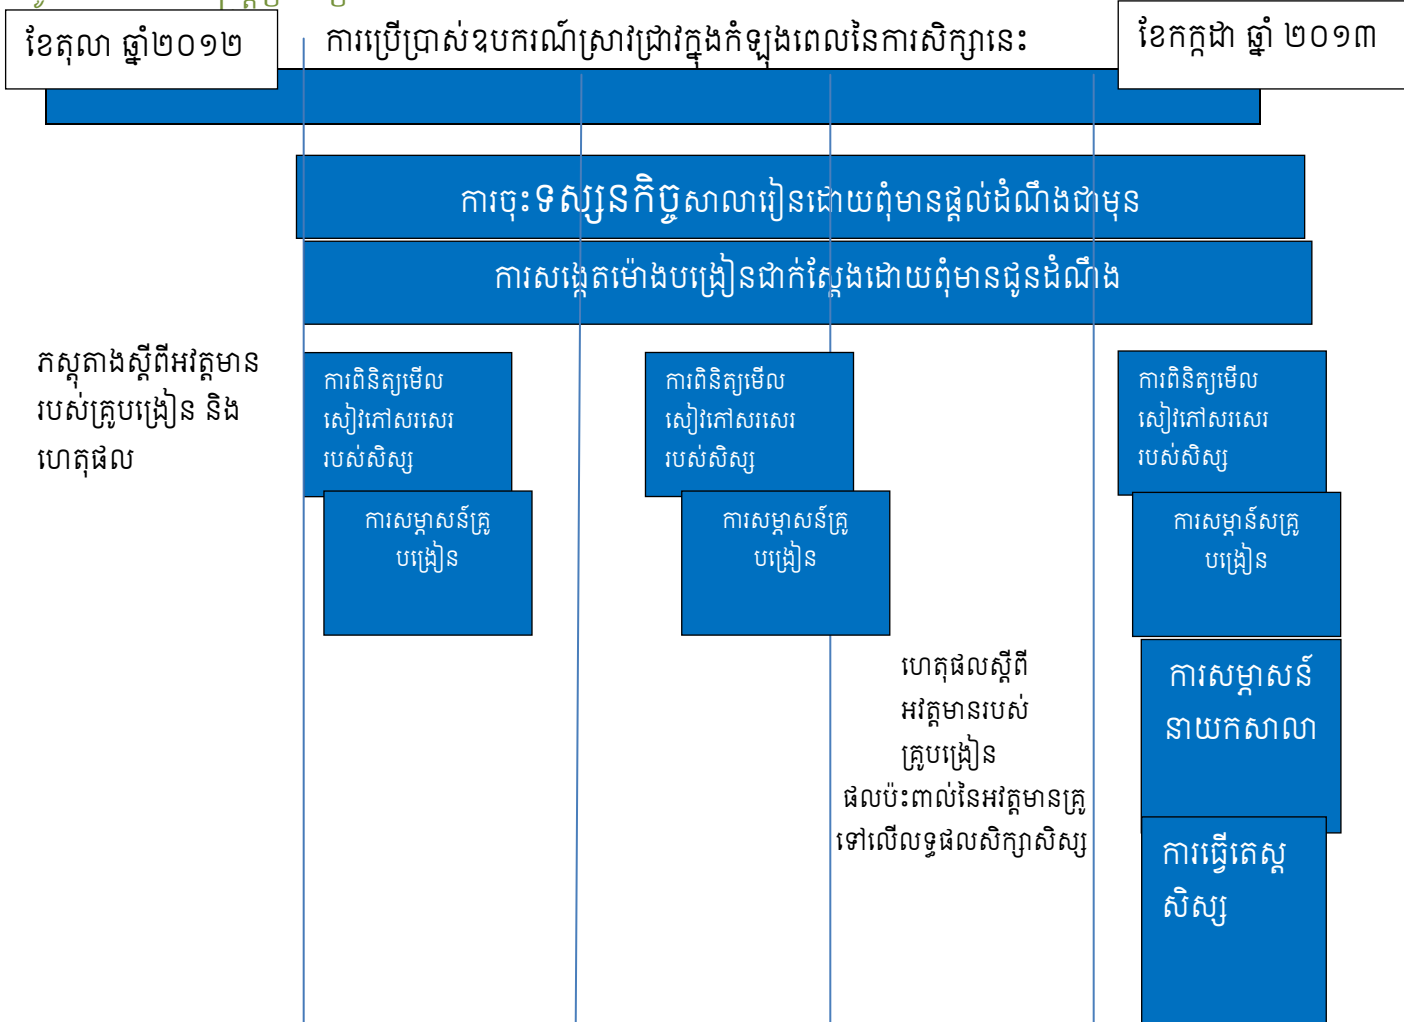 ខែតុលា ឆ្នាំ២០១២
ការប្រើប្រាស់ឧបករណ៍ស្រាវជ្រាវក្នុងកំឡុងពេលនៃការសិក្សានេះ
ខែកក្កដា ឆ្នាំ ២០១៣
ការចុះទស្សនកិច្ចសាលារៀនដោយពុំមានផ្តល់ដំណឹងជាមុន
ការសង្កេតម៉ោងបង្រៀនជាក់ស្តែងដោយពុំមានជូនដំណឹង
ភស្តុតាងស្តីពីអវត្តមាន
របស់គ្រូបង្រៀន និង
ហេតុផល
ការពិនិត្យមើល
សៀវភៅសរសេរ
របស់សិស្ស
ការសម្ភាសន៍គ្រូ
បង្រៀន
ការពិនិត្យមើល
សៀវភៅសរសេរ
របស់សិស្ស
ការសម្ភាសន៍គ្រូ
បង្រៀន
ការពិនិត្យមើល
សៀវភៅសរសេរ
របស់សិស្ស
ការសម្ភាន៍សគ្រូ
បង្រៀន
ហេតុផលស្តីពី
អវត្តមានរបស់
គ្រូបង្រៀន
ផលប៉ះពាល់នៃអវត្តមានគ្រូ
ទៅលើលទ្ធផលសិក្សាសិស្ស
ការសម្ភាសន៍
នាយកសាលា
ការធ្វើតេស្ត
សិស្ស